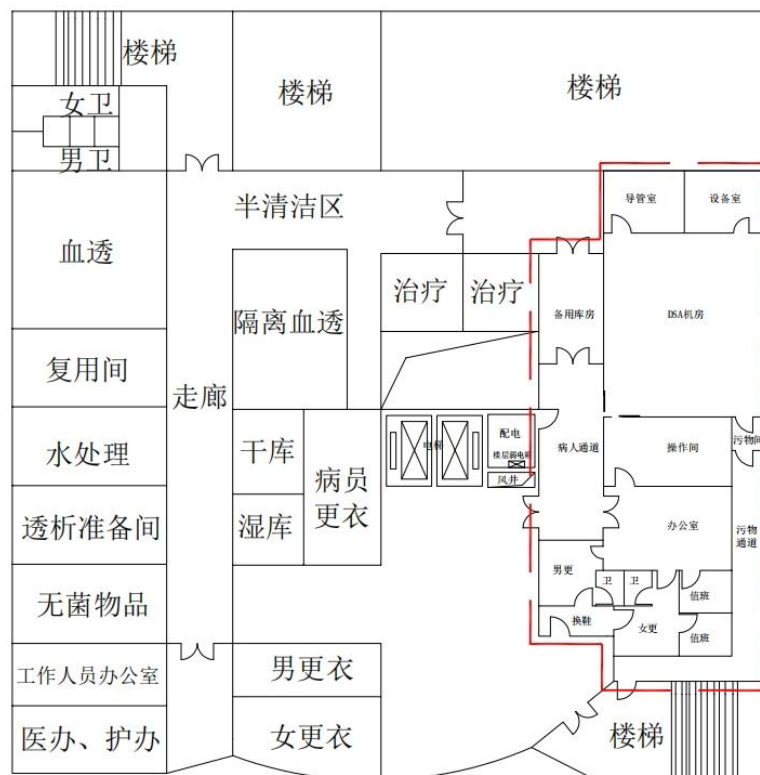 楼梯
楼梯
楼梯
女卫
男卫
半清洁区
导管室
设备室
血透
治疗
治疗
隔离血透
备用库房
DSA机房
复用间
走廊
水处理
干库
病员
更衣
电梯
配电
楼层弱电间
风井
病人通道
操作间
污物间
透析准备间
湿库
办公室
污物
通道
无菌物品
男更
卫
卫
值班
换鞋
女更
值班
工作人员办公室
男更衣
医办、护办
女更衣
楼梯